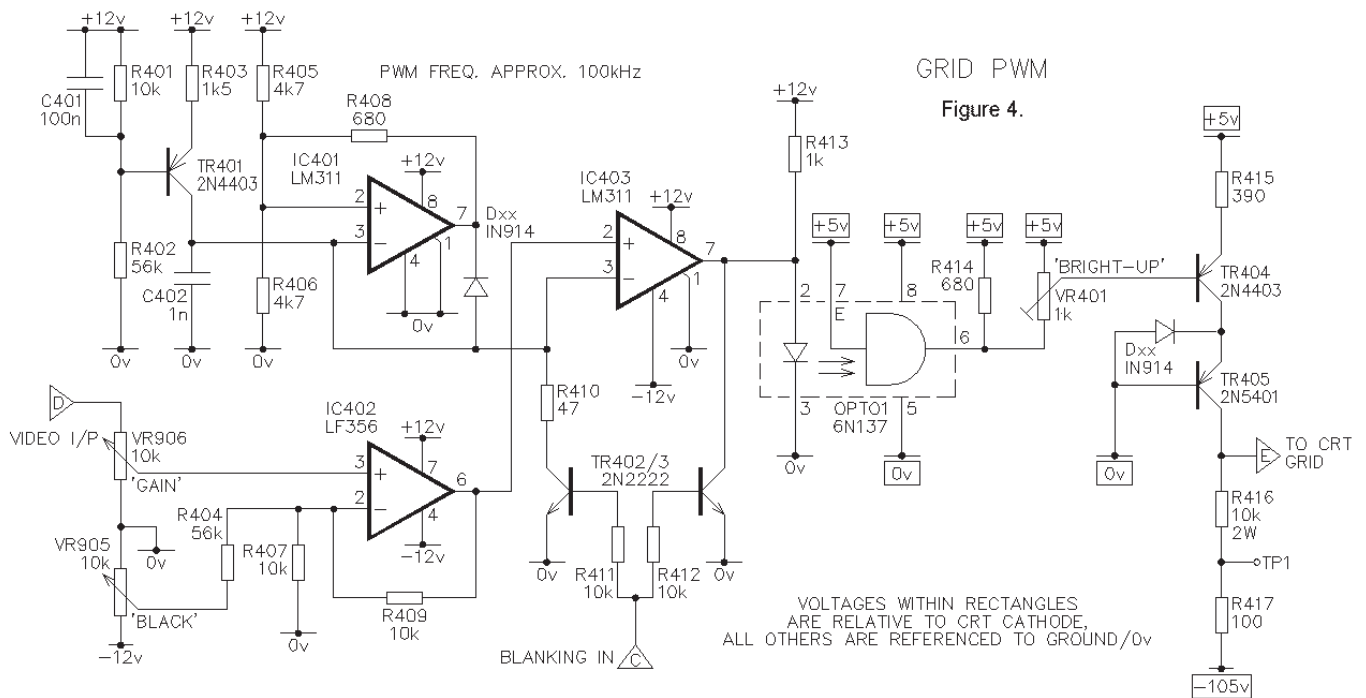 +12v
+12v
+12v
R401
10k
R403
1k5
R405
4k7
C401
100n
PWM FREQ. APPROX. 100kHz
R408
680
GRID PWM
Figure 4.
+12v
R413
1k
+5v
R415
390
TR401
2N4403
IC401
LM311
+12v
2
3
+
−
8
7
4
1
0v
Dxx
IN914
IC403
LM311
+12v
2
3
+
−
8
7
4
1
-12v
0v
R402
56k
C402
1n
R406
4k7
0v
0v
0v
+5v
+5v
+5v
+5v
R414
680
'BRIGHT-UP'
VR401
1k
TR404
2N4403
2
7
E
8
6
3
5
OPTO1
6N137
0v
0v
Dxx
IN914
TR405
2N5401
0v
E
TO CRT
GRID
R416
10k
2W
TP1
R417
100
-105v
D
VIDEO I/P
VR906
10k
'GAIN'
IC402
LF356
+12v
3
2
+
−
7
6
4
-12v
R410
47
TR402/3
2N2222
0v
0v
R411
10k
R412
10k
VR905
10k
'BLACK'
0v
-12v
R404
56k
R407
10k
0v
R409
10k
BLANKING IN
C
VOLTAGES WITHIN RECTANGLES
ARE RELATIVE TO CRT CATHODE,
ALL OTHERS ARE REFERENCED TO GROUND/0v